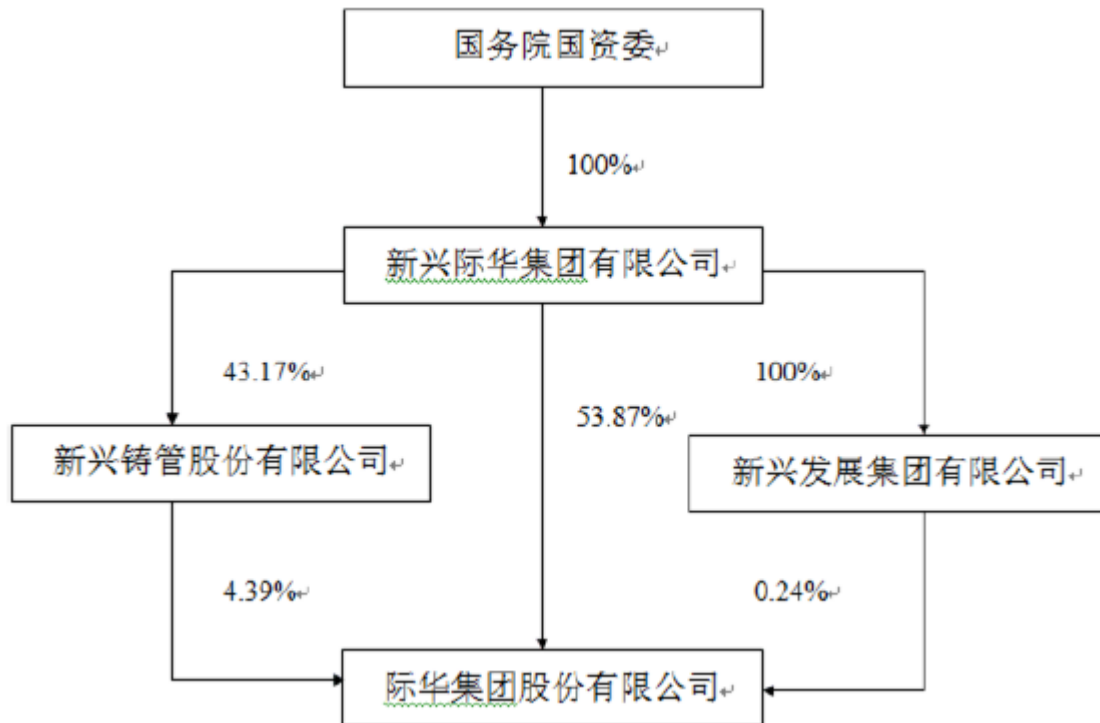 国务院国资委
100%
新兴际华集团有限公司
43.17%
100%
53.87%
新兴铸管股份有限公司
新兴发展集团有限公司
4.39%
0.24%
际华集团股份有限公司